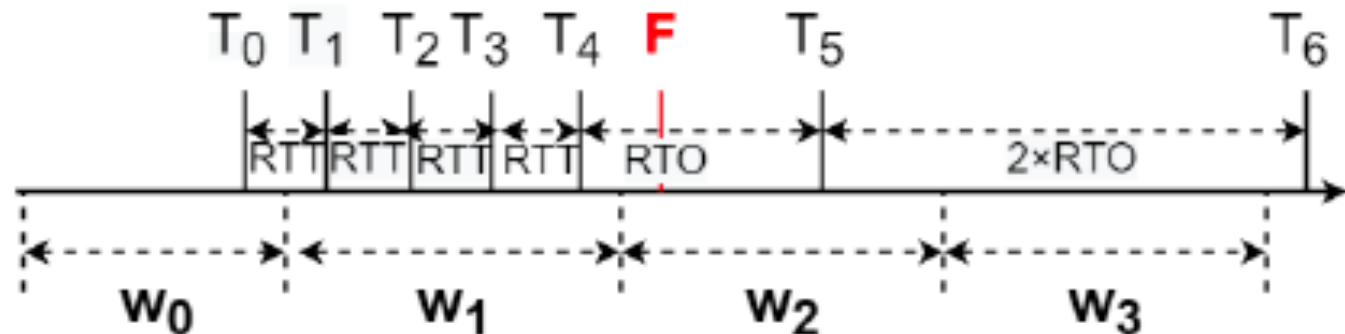 T₀ T₁ T₂ T₃ T₄ F T₅ T₆
RTT RTT RTT RTT RTO 2×RTO
w₀ w₁ w₂ w₃